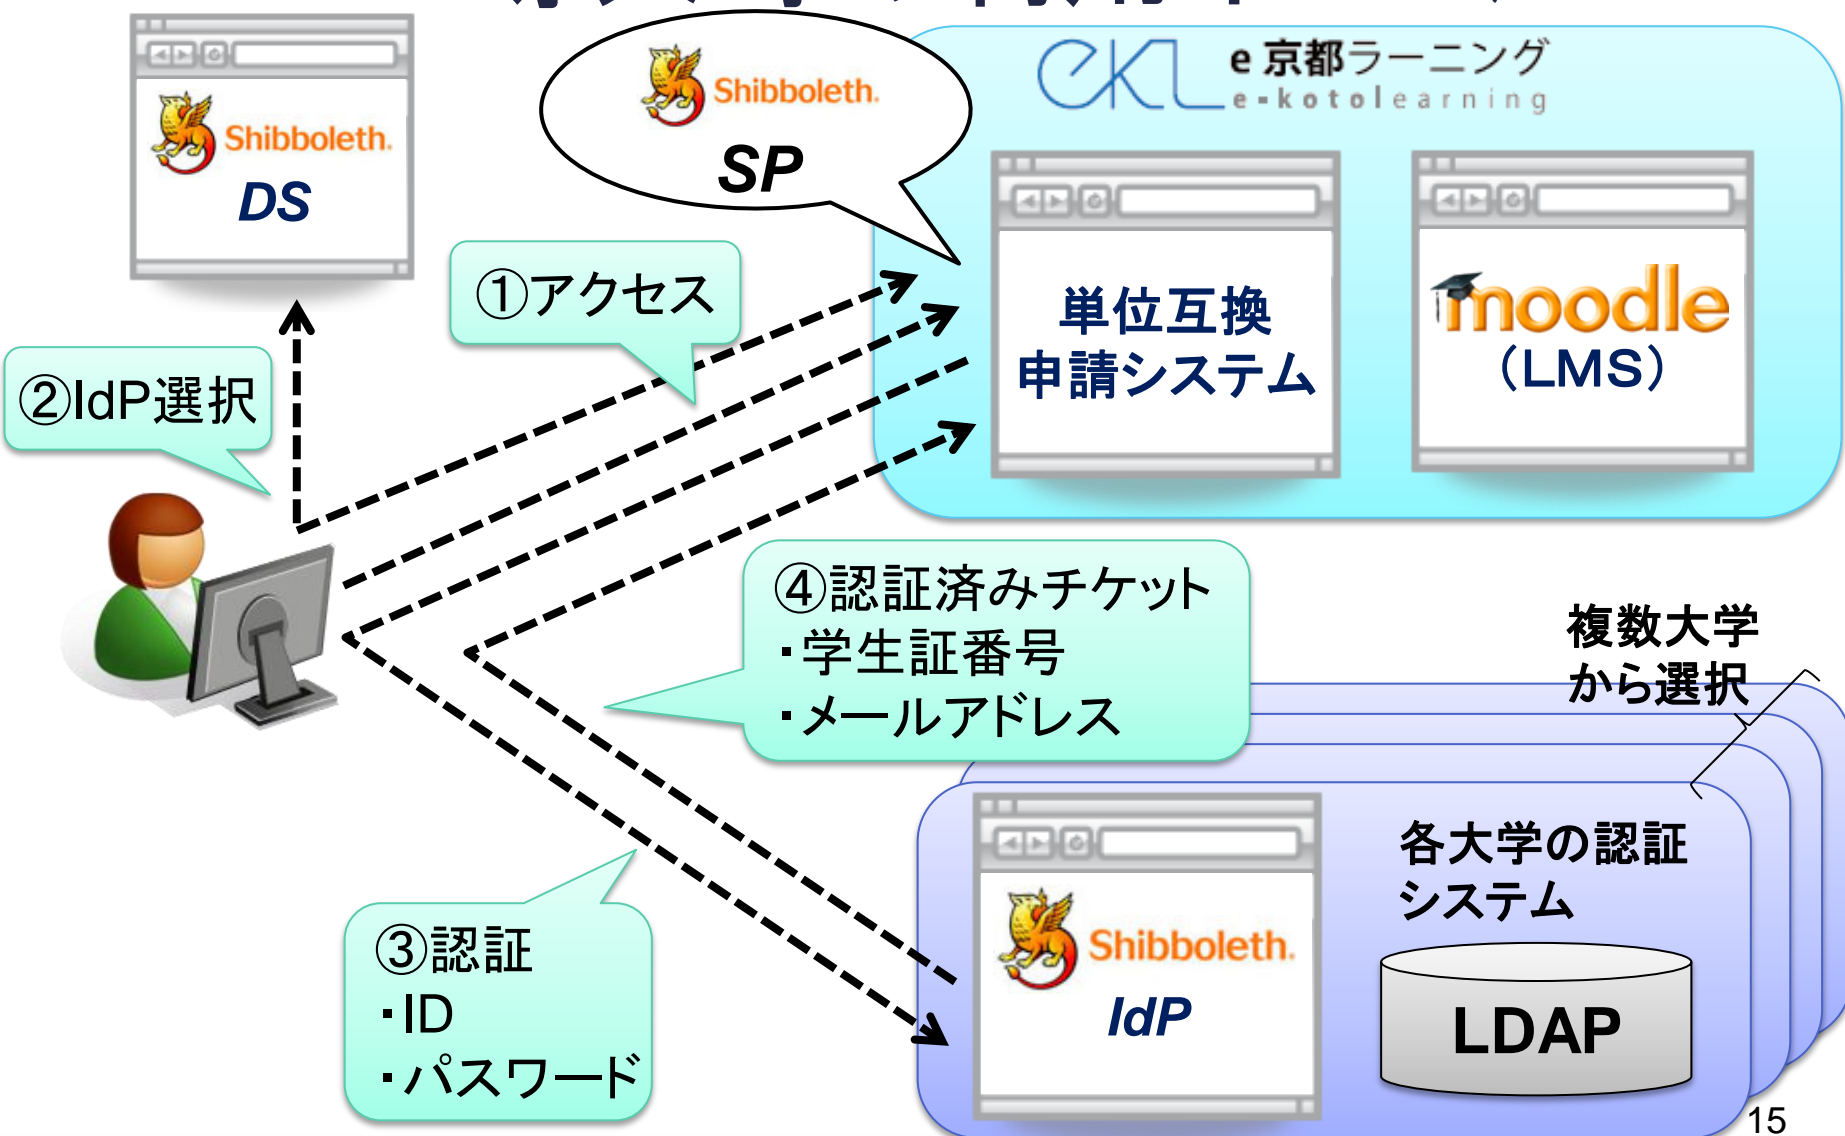 Shibboleth.
DS
Shibboleth.
SP
e京都ラーニング
e-kotolearning
①アクセス
②IdP選択
単位互換
申請システム
moodle
（LMS）
④認証済みチケット
・学生証番号
・メールアドレス
複数大学
から選択
③認証
・ID
・パスワード
Shibboleth.
IdP
各大学の認証
システム
LDAP
15